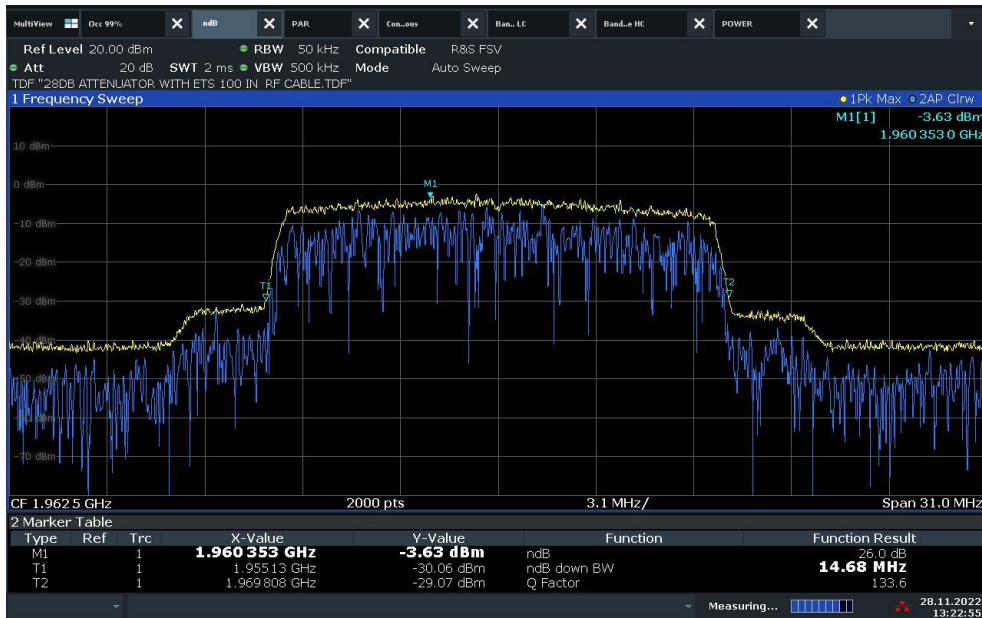 MultiView Occ 99% ndB PAR Con..ous Ban.. LC Band..e HC POWER
Ref Level 20.00 dBm RBW 50 kHz Compatible R&S FSV
Att 20 dB SWT 2 ms VBW 500 kHz Mode Auto Sweep
TDF "28DB ATTENUATOR WITH ETS 100 IN RF CABLE.TDF"
1 Frequency Sweep 1Pk Max 2AP Clrw
M1[1] -3.63 dBm
1.960 353 0 GHz
10 dBm
0 dBm
M1
-10 dBm
-20 dBm
T1 T2
-30 dBm
-40 dBm
-50 dBm
-60 dBm
-70 dBm
CF 1.962 5 GHz 2000 pts 3.1 MHz/ Span 31.0 MHz
2 Marker Table
Type Ref Trc X-Value Y-Value Function Function Result
M1 1 1.960 353 GHz -3.63 dBm ndB 26.0 dB
T1 1 1.955 13 GHz -30.06 dBm ndB down BW 14.68 MHz
T2 1 1.969 808 GHz -29.07 dBm Q Factor 133.6
Measuring... 28.11.2022
13:22:55